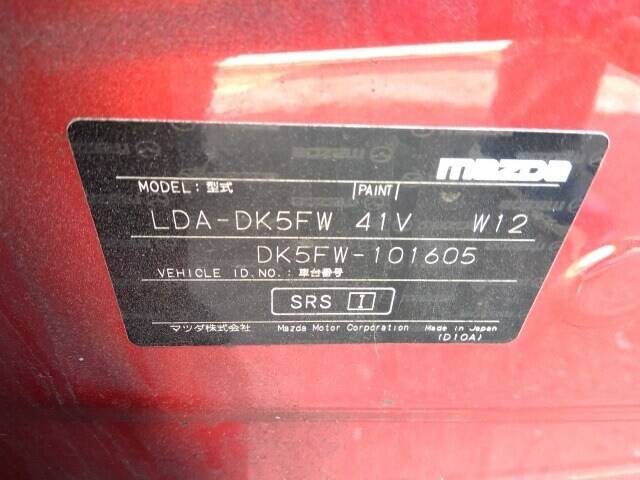 mazda
MODEL: 型式 PAINT
LDA-DK5FW 41V W12
DK5FW-101605
VEHICLE ID.NO.: 車台番号
SRS I
マツダ株式会社 Mazda Motor Corporation Made in Japan
(D10A)